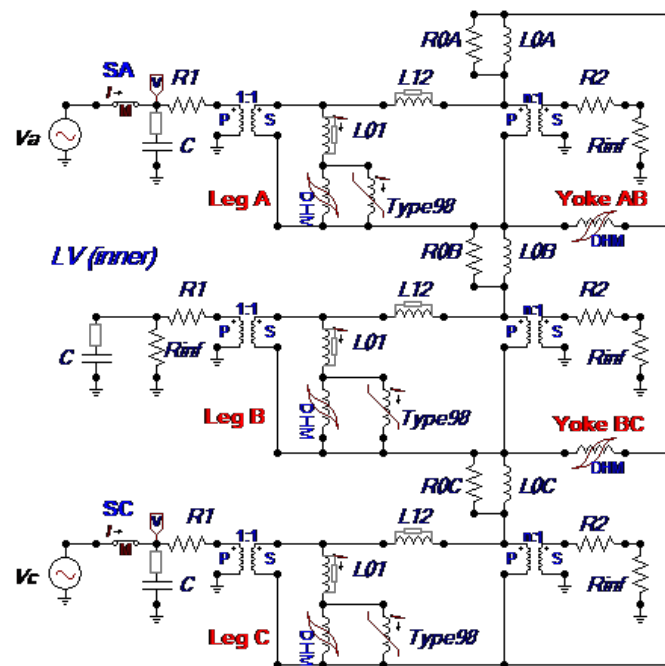 R0A L0A
SA V R1 1:1 L12 n:1 R2
I M P S P S
Va C L01 Rinf
Leg A DHM Type98 Yoke AB
DHM
LV (inner) R0B L0B
R1 1:1 L12 n:1 R2
P S P S
C Rinf L01 Rinf
Leg B DHM Type98 Yoke BC
DHM
SC V R0C L0C
I R1 1:1 L12 n:1 R2
M P S P S
Vc C L01 Rinf
Leg C DHM Type98